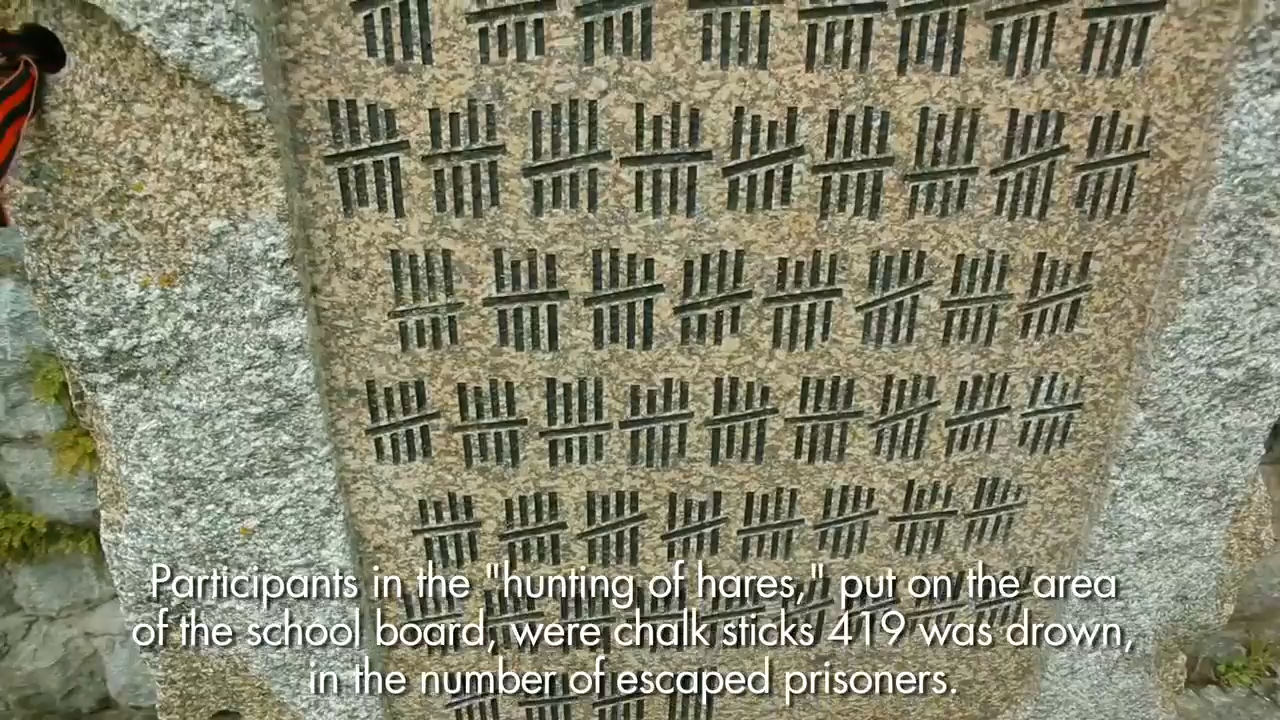 Participants in the "hunting of hares," put on the area
of the school board, were chalk sticks 419 was drown,
in the number of escaped prisoners.